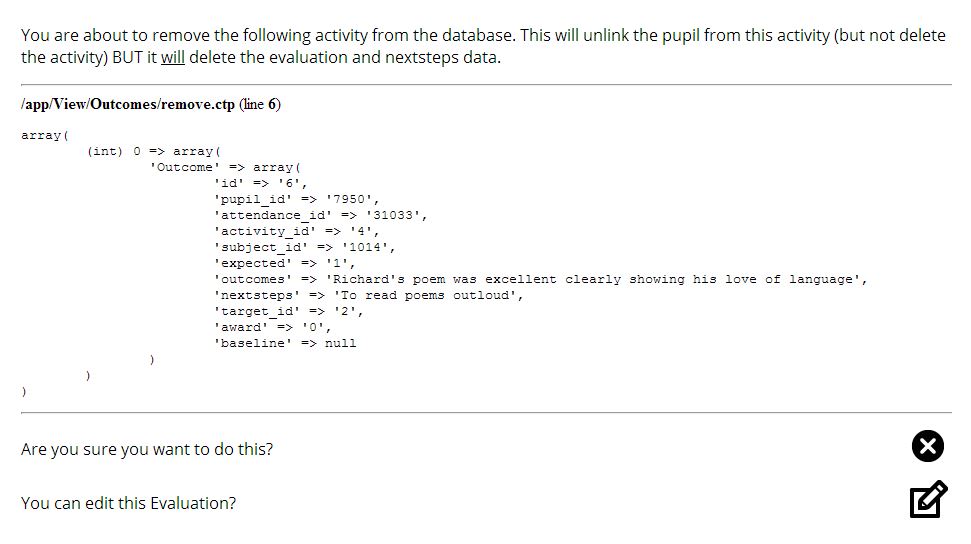 You are about to remove the following activity from the database. This will unlink the pupil from this activity (but not delete
the activity) BUT it will delete the evaluation and nextsteps data.
/app/View/Outcomes/remove.ctp (line 6)
array(
(int) 0 => array(
'Outcome' => array(
'id' => '6',
'pupil_id' => '7950',
'attendance_id' => '31033',
'activity_id' => '4',
'subject_id' => '1014',
'expected' => '1',
'outcomes' => 'Richard's poem was excellent clearly showing his love of language',
'nextsteps' => 'To read poems outloud',
'target_id' => '2',
'award' => '0',
'baseline' => null
)
)
)
Are you sure you want to do this?
You can edit this Evaluation?